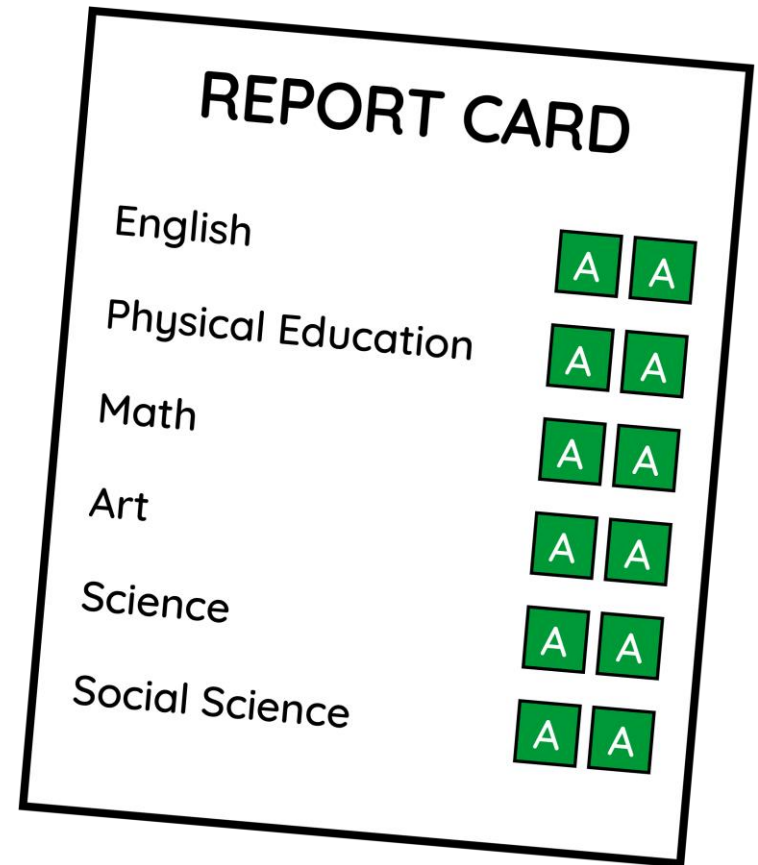 REPORT CARD
English A A
Physical Education A A
Math A A
Art A A
Science A A
Social Science A A